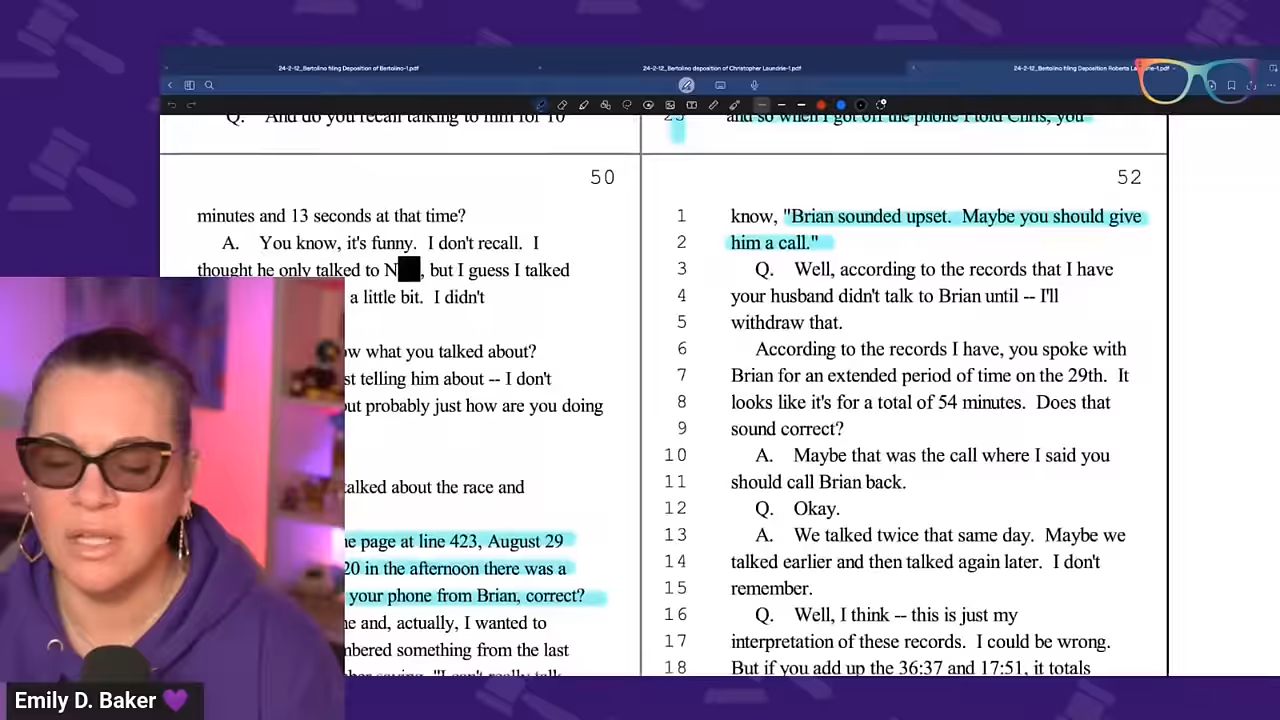 24-2-12_Bertolino filing Deposition of Bertolino-1.pdf
24-2-12_Bertolino deposition of Christopher Laundrie-1.pdf
24-2-12_Bertolino filing Deposition Roberta
Q. And do you recall talking to him for 10
50
minutes and 13 seconds at that time?
A. You know, it's funny. I don't recall. I
thought he only talked to N, but I guess I talked
a little bit. I didn't
ow what you talked about?
st telling him about -- I don't
out probably just how are you doing
talked about the race and
e page at line 423, August 29
20 in the afternoon there was a
your phone from Brian, correct?
e and, actually, I wanted to
mbered something from the last
25 and so when I got off the phone I told Chris, you
52
1 know, "Brian sounded upset. Maybe you should give
2 him a call."
3 Q. Well, according to the records that I have
4 your husband didn't talk to Brian until -- I'll
5 withdraw that.
6 According to the records I have, you spoke with
7 Brian for an extended period of time on the 29th. It
8 looks like it's for a total of 54 minutes. Does that
9 sound correct?
10 A. Maybe that was the call where I said you
11 should call Brian back.
12 Q. Okay.
13 A. We talked twice that same day. Maybe we
14 talked earlier and then talked again later. I don't
15 remember.
16 Q. Well, I think -- this is just my
17 interpretation of these records. I could be wrong.
18 But if you add up the 36:37 and 17:51, it totals
Emily D. Baker